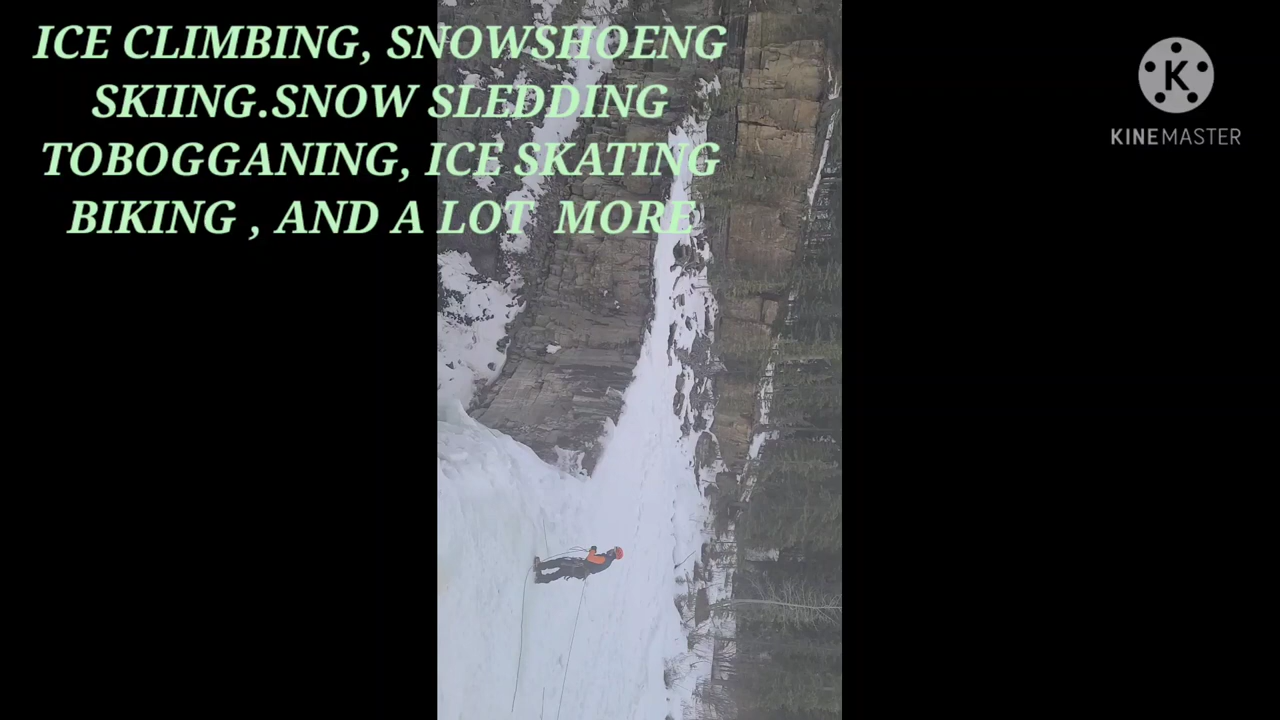 ICE CLIMBING, SNOWSHOENG
SKIING.SNOW SLEDDING
TOBOGGANING, ICE SKATING
BIKING , AND A LOT  MORE
K
KINEMASTER